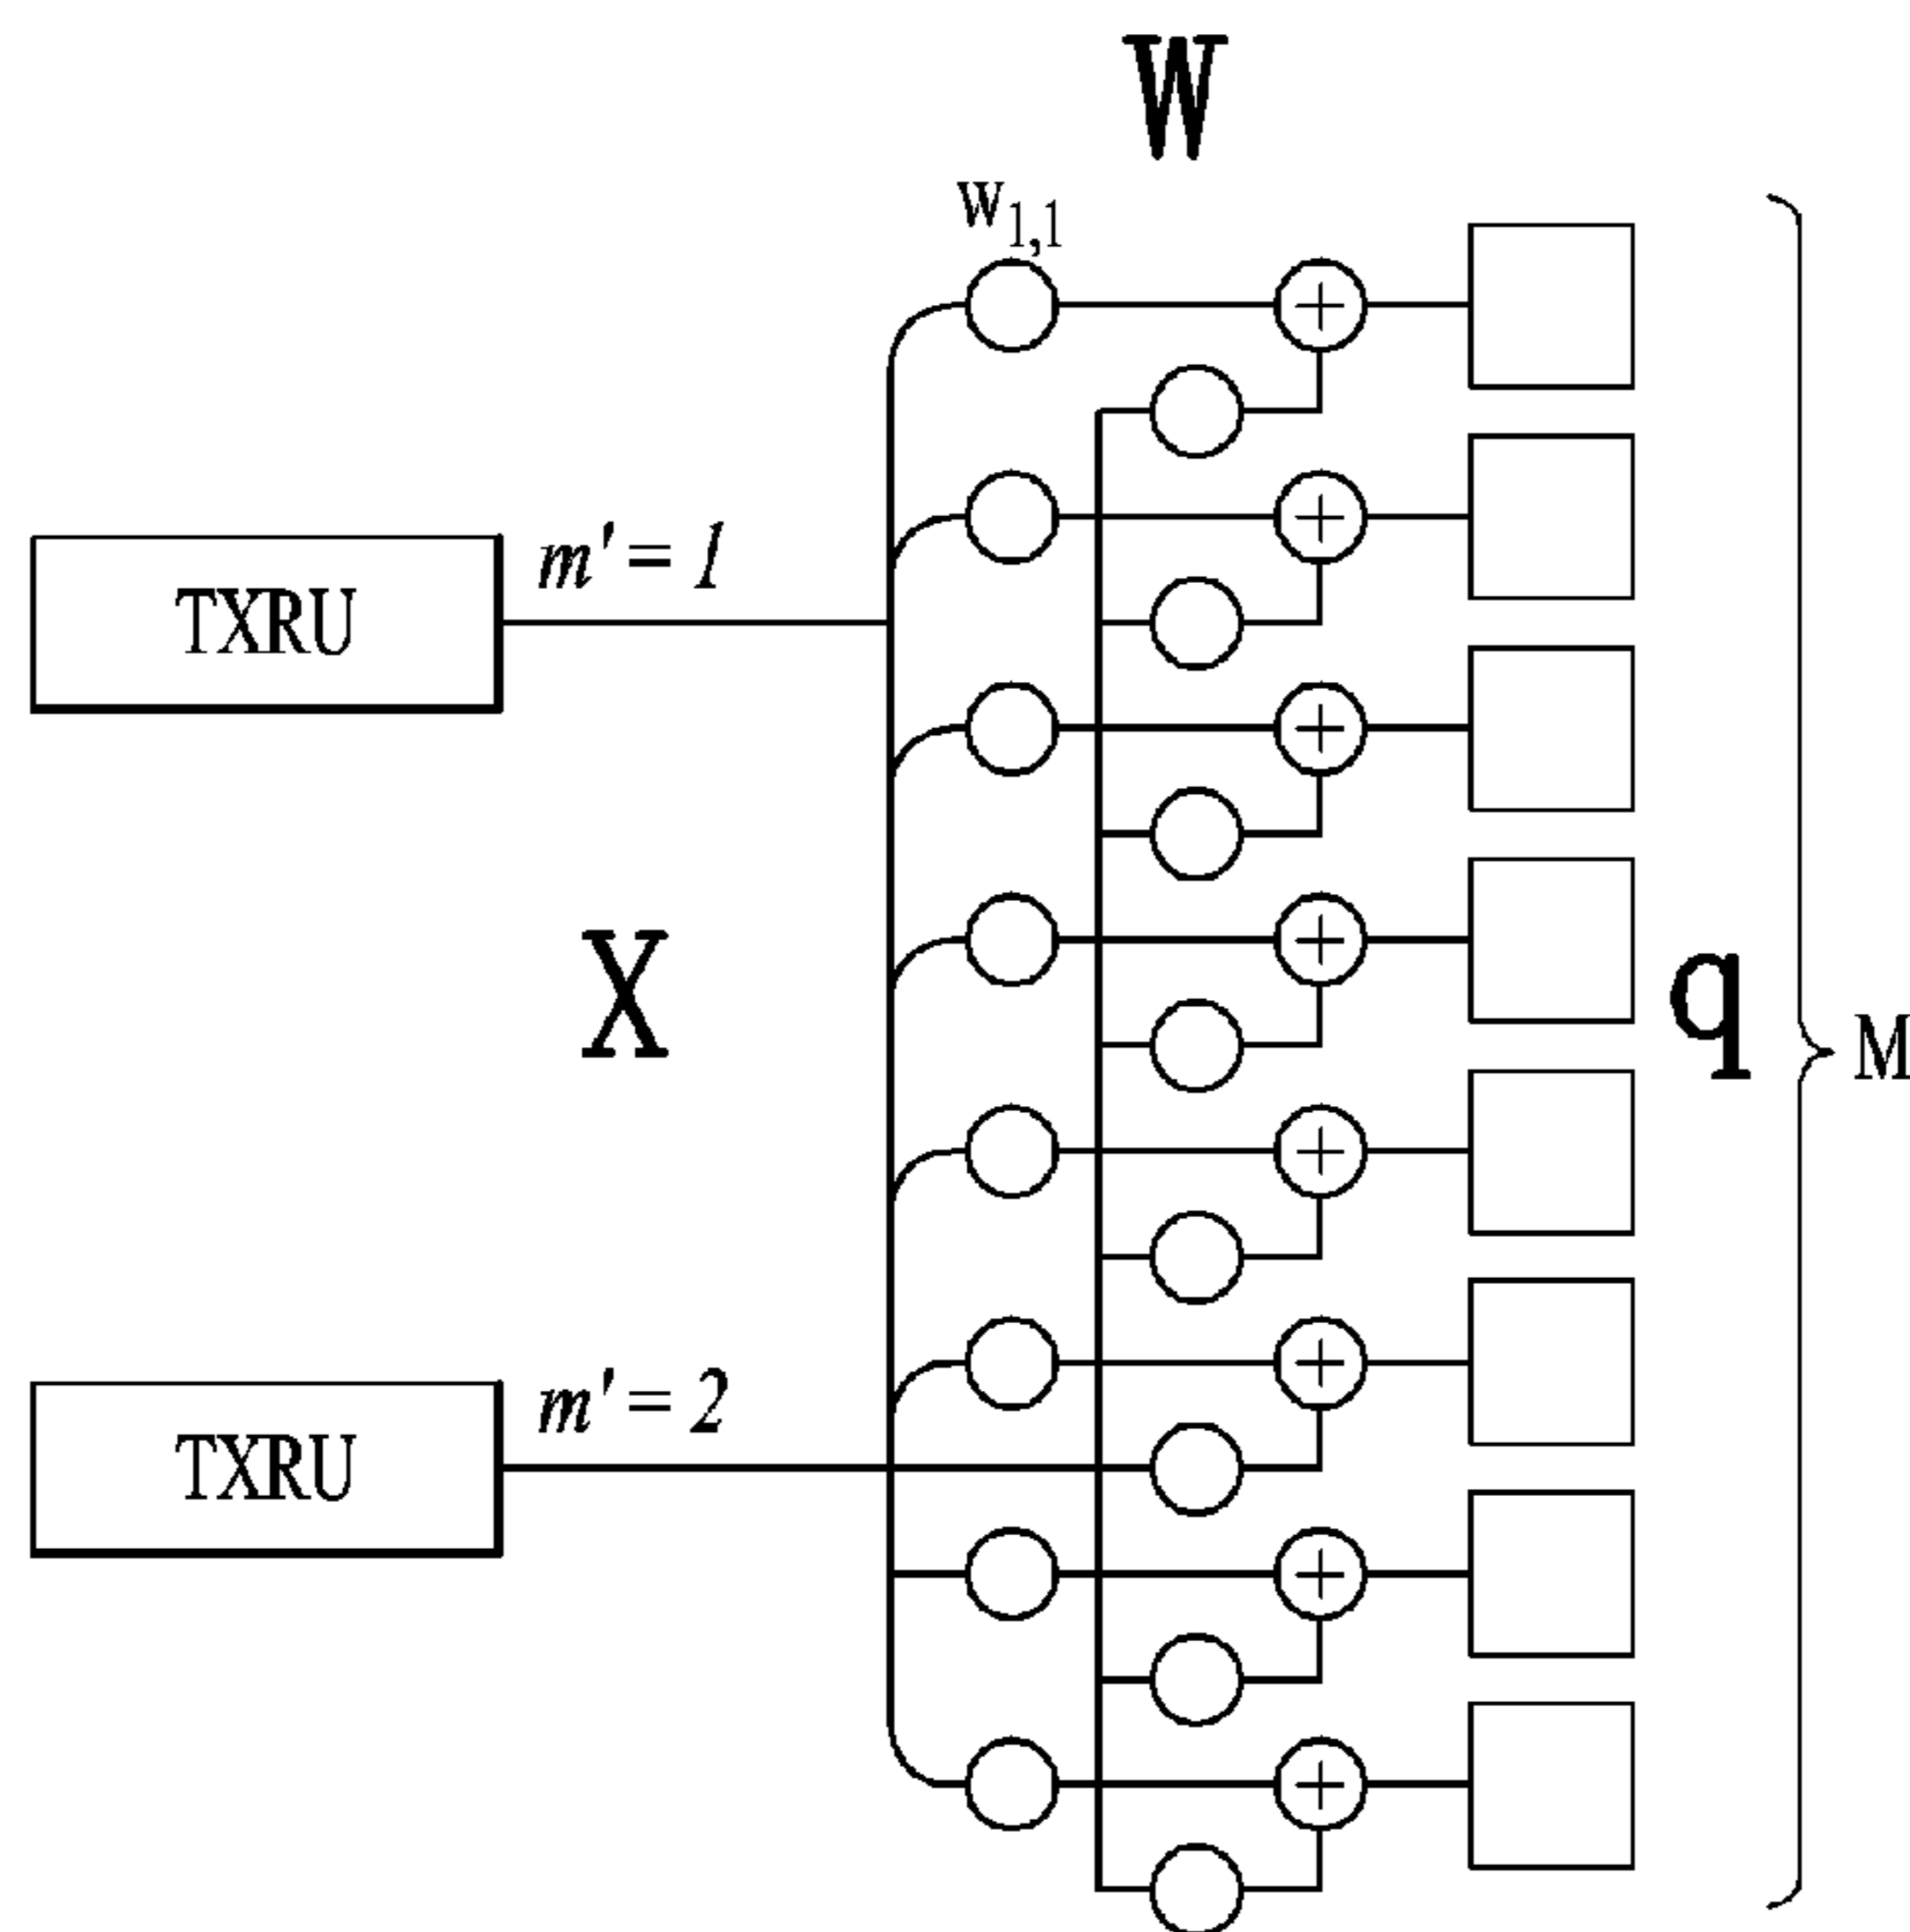 W
w1,1
m' = 1
TXRU
X
q
M
m' = 2
TXRU